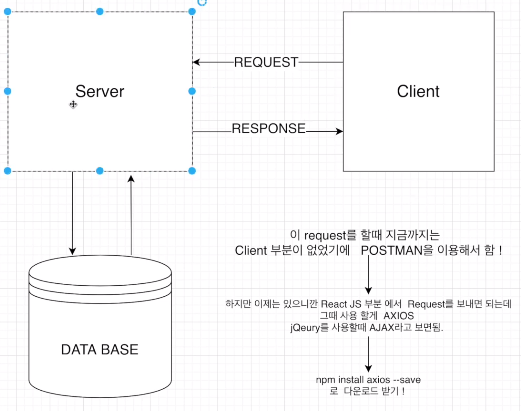 REQUEST
Server
Client
RESPONSE
이 request를 할때 지금까지는
Client 부분이 없었기에 POSTMAN을 이용해서 함 !
하지만 이제는 있으니깐 React JS 부분 에서 Request를 보내면 되는데
그때 사용 할게 AXIOS
jQeury를 사용할때 AJAX라고 보면됨.
DATA BASE
npm install axios --save
로 다운로드 받기 !